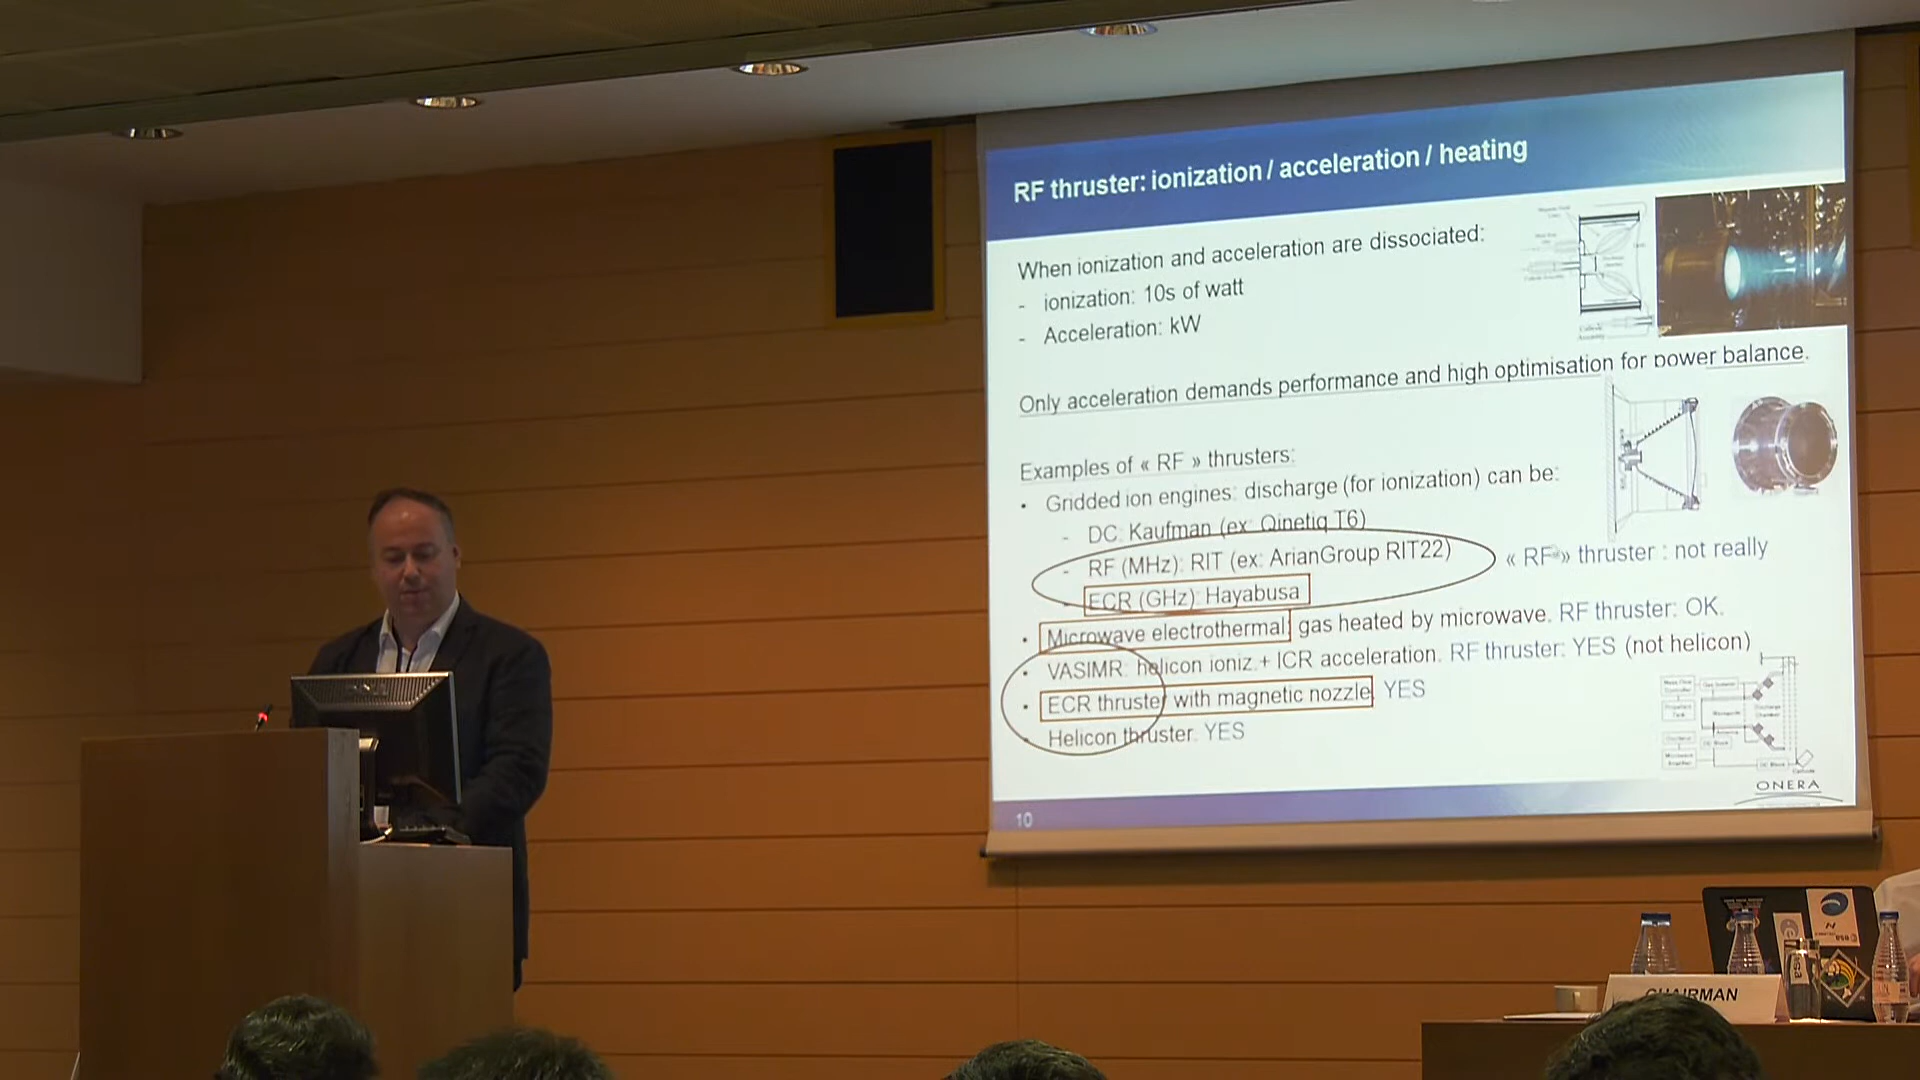 RF thruster: ionization / acceleration / heating
When ionization and acceleration are dissociated:
- ionization: 10s of watt
- Acceleration: kW
Only acceleration demands performance and high optimisation for power balance.
Examples of « RF » thrusters:
• Gridded ion engines: discharge (for ionization) can be:
- DC: Kaufman (ex: Qinetiq T6)
- RF (MHz): RIT (ex: ArianGroup RIT22)
« RF » thruster : not really
- ECR (GHz): Hayabusa
• Microwave electrothermal: gas heated by microwave. RF thruster: OK.
• VASIMR: helicon ioniz.+ ICR acceleration. RF thruster: YES (not helicon)
• ECR thruster with magnetic nozzle. YES
Helicon thruster. YES
ONERA
10
CHAIRMAN
esa